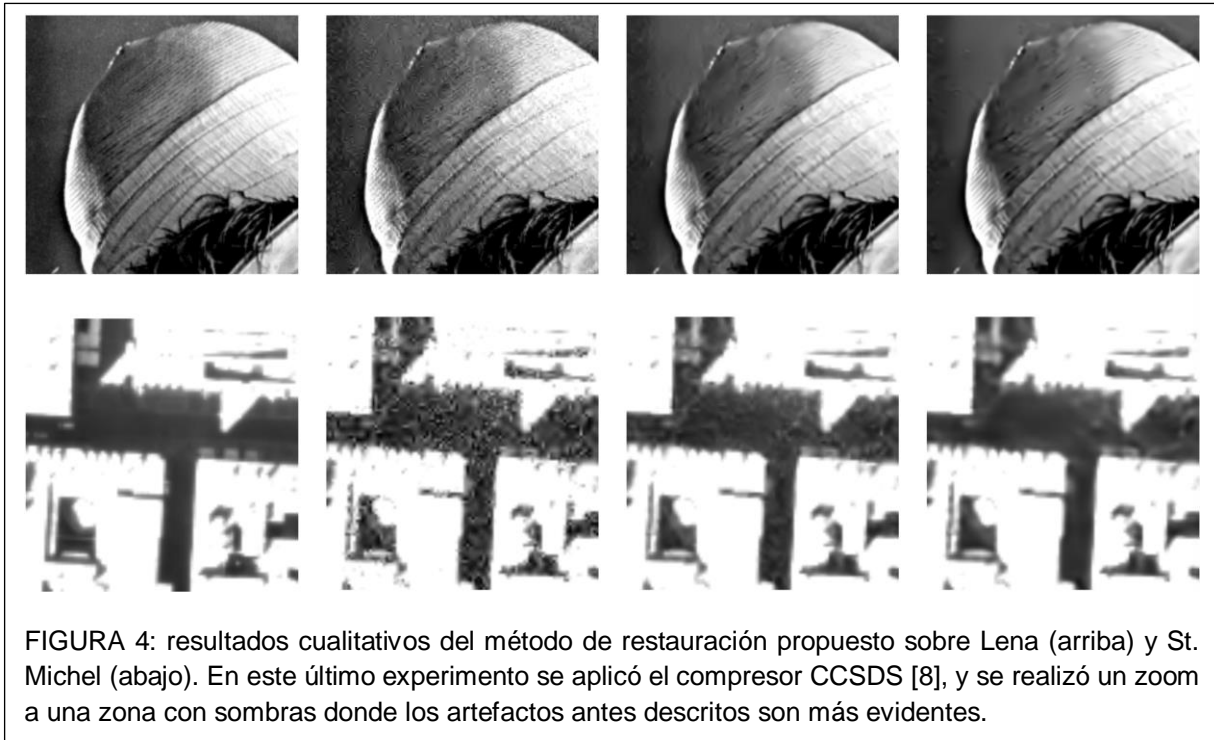 FIGURA 4: resultados cualitativos del método de restauración propuesto sobre Lena (arriba) y St.
Michel (abajo). En este último experimento se aplicó el compresor CCSDS [8], y se realizó un zoom
a una zona con sombras donde los artefactos antes descritos son más evidentes.